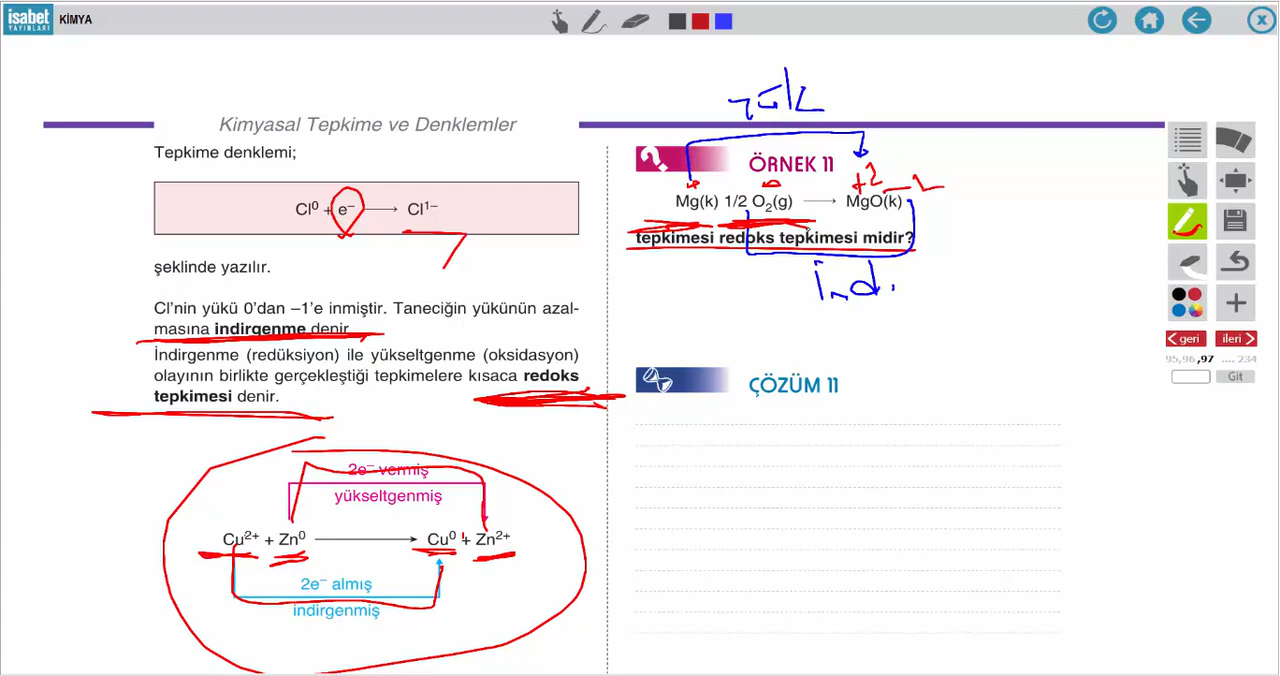 isabet
YAYINLARI
KİMYA
Kimyasal Tepkime ve Denklemler
Tepkime denklemi;
Cl⁰ + e⁻ ⟶ Cl¹⁻
şeklinde yazılır.
Cl'nin yükü 0'dan –1'e inmiştir. Taneciğin yükünün azal-
masına indirgenme denir.
İndirgenme (redüksiyon) ile yükseltgenme (oksidasyon)
olayının birlikte gerçekleştiği tepkimelere kısaca redoks
tepkimesi denir.
2e⁻ vermiş
yükseltgenmiş
Cu²⁺ + Zn⁰ ⟶ Cu⁰ + Zn²⁺
2e⁻ almış
indirgenmiş
ÖRNEK 11
+2
Mg(k) 1/2 O₂(g) ⟶ MgO(k)
tepkimesi redoks tepkimesi midir?
ind.
ÇÖZÜM 11
geri
ileri
95,96,97 .... 234
Git